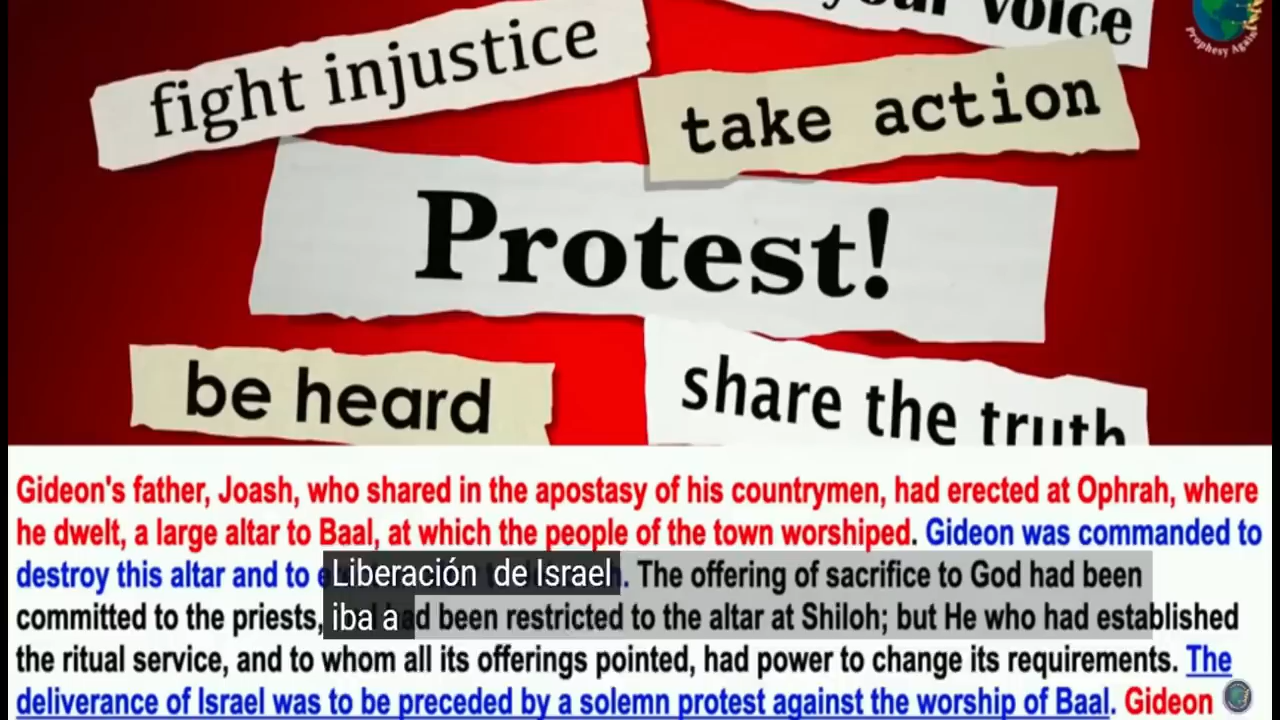 your voice
Prophesy Again
fight injustice
take action
Protest!
be heard
share the truth
Gideon's father, Joash, who shared in the apostasy of his countrymen, had erected at Ophrah, where
he dwelt, a large altar to Baal, at which the people of the town worshiped. Gideon was commanded to
destroy this altar and to
. The offering of sacrifice to God had been
Liberación de Israel
committed to the priests,
had been restricted to the altar at Shiloh; but He who had established
iba a
the ritual service, and to whom all its offerings pointed, had power to change its requirements. The
deliverance of Israel was to be preceded by a solemn protest against the worship of Baal. Gideon